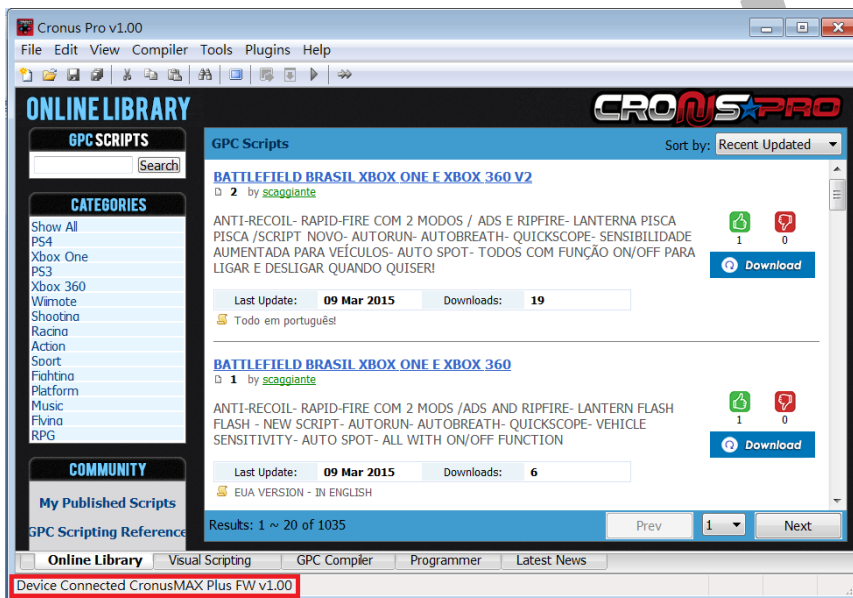 Cronus Pro v1.00
File Edit View Compiler Tools Plugins Help
ONLINE LIBRARY
CRONUS PRO
GPC SCRIPTS
Search
CATEGORIES
Show All
PS4
Xbox One
PS3
Xbox 360
Wiimote
Shooting
Racing
Action
Sport
Fighting
Platform
Music
Flying
RPG
COMMUNITY
My Published Scripts
GPC Scripting Reference
GPC Scripts
Sort by: Recent Updated
BATTLEFIELD BRASIL XBOX ONE E XBOX 360 V2
2 by scaggiante
ANTI-RECOIL- RAPID-FIRE COM 2 MODOS / ADS E RIPFIRE- LANTERNA PISCA
PISCA /SCRIPT NOVO- AUTORUN- AUTOBREATH- QUICKSCOPE- SENSIBILIDADE
AUMENTADA PARA VEÍCULOS- AUTO SPOT- TODOS COM FUNÇÃO ON/OFF PARA
LIGAR E DESLIGAR QUANDO QUISER!
1 0
Download
Last Update: 09 Mar 2015 Downloads: 19
Todo em português!
BATTLEFIELD BRASIL XBOX ONE E XBOX 360
1 by scaggiante
ANTI-RECOIL- RAPID-FIRE COM 2 MODS /ADS AND RIPFIRE- LANTERN FLASH
FLASH - NEW SCRIPT- AUTORUN- AUTOBREATH- QUICKSCOPE- VEHICLE
SENSITIVITY- AUTO SPOT- ALL WITH ON/OFF FUNCTION
1 0
Download
Last Update: 09 Mar 2015 Downloads: 6
EUA VERSION - IN ENGLISH
Results: 1 ~ 20 of 1035
Prev 1 Next
Online Library Visual Scripting GPC Compiler Programmer Latest News
Device Connected CronusMAX Plus FW v1.00